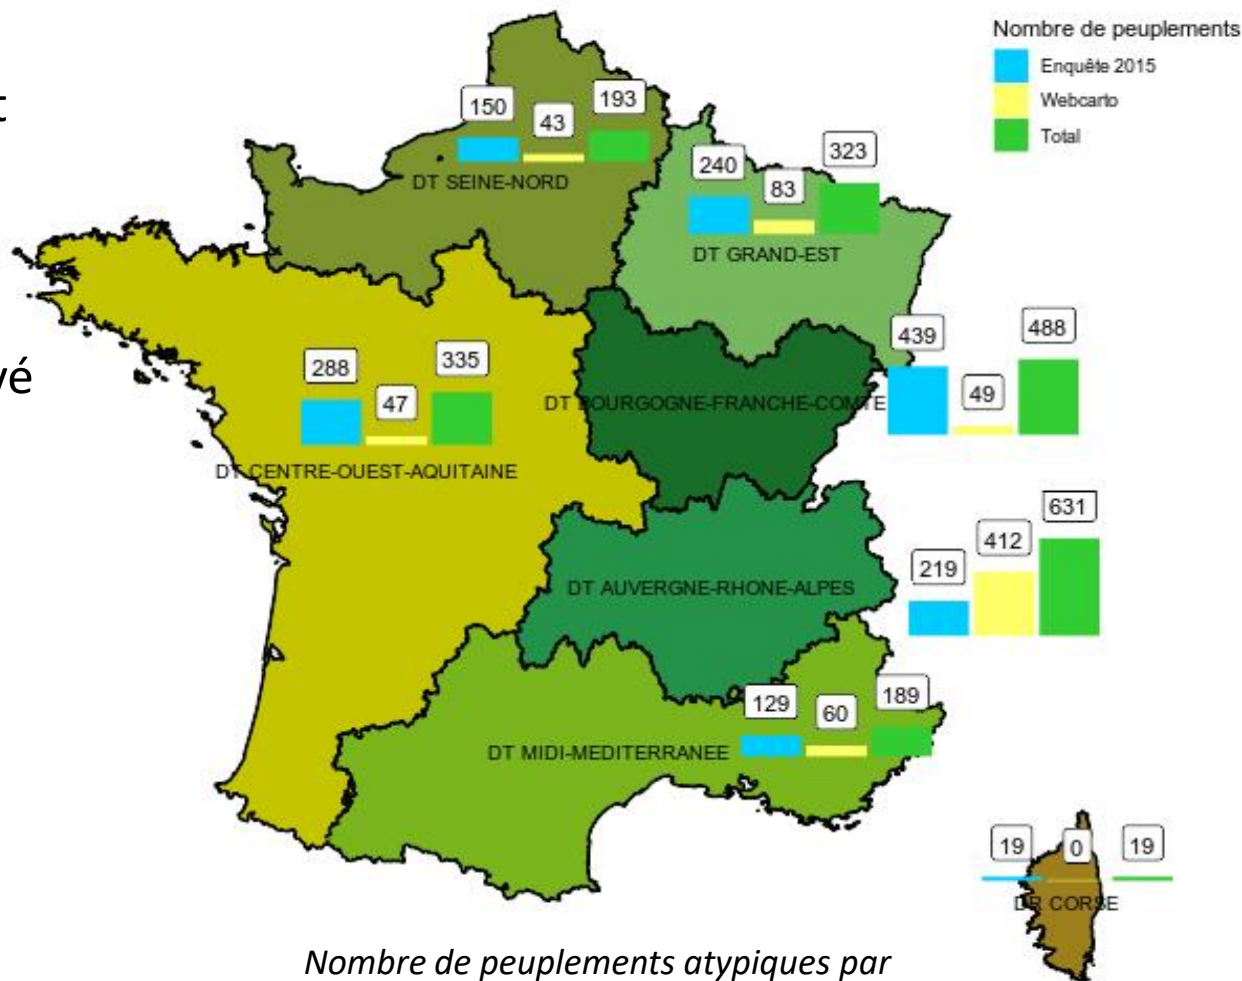 Nombre de peuplements
Enquête 2015
Webcarto
Total
t
150
43
193
DT SEINE-NORD
240
83
323
DT GRAND-EST
vé
288
47
335
DT CENTRE-OUEST-AQUITAINE
439
49
488
DT BOURGOGNE-FRANCHE-COMTE
219
412
631
DT AUVERGNE-RHONE-ALPES
129
60
189
DT MIDI-MEDITERRANEE
19
0
19
DR CORSE
Nombre de peuplements atypiques par